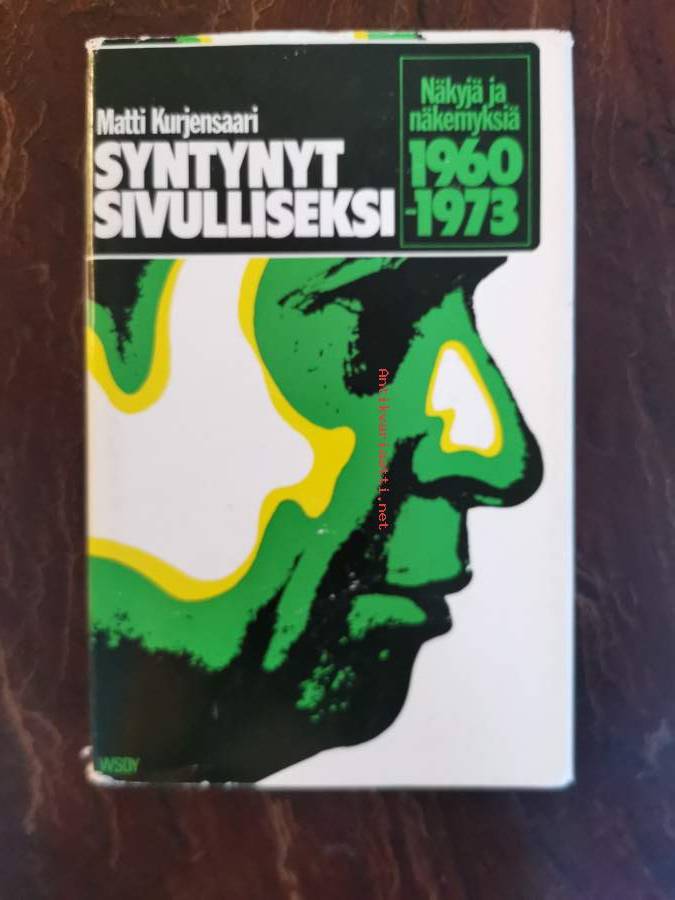 Matti Kurjensaari
SYNTYNYT
SIVULLISEKSI
Näkyjä ja
näkemyksiä
1960
-1973
Antikvariaatti.net
WSOY